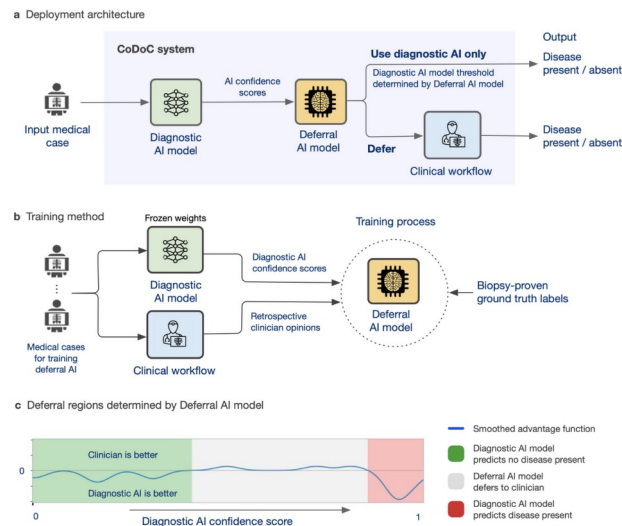 a Deployment architecture
CoDoC system
Output
Use diagnostic AI only
Disease
present / absent
AI confidence
scores
Diagnostic AI model threshold
determined by Deferral AI model
Input medical
case
Diagnostic
AI model
Deferral
AI model
Defer
Clinical workflow
Disease
present / absent
b Training method
Frozen weights
Training process
Diagnostic AI
confidence scores
Diagnostic
AI model
Biopsy-proven
ground truth labels
Retrospective
clinician opinions
Deferral
AI model
Medical cases
for training
deferral AI
Clinical workflow
c Deferral regions determined by Deferral AI model
Smoothed advantage function
Clinician is better
Diagnostic AI model
predicts no disease present
0
Deferral AI model
defers to clinician
Diagnostic AI is better
Diagnostic AI model
predicts disease present
0
Diagnostic AI confidence score
1